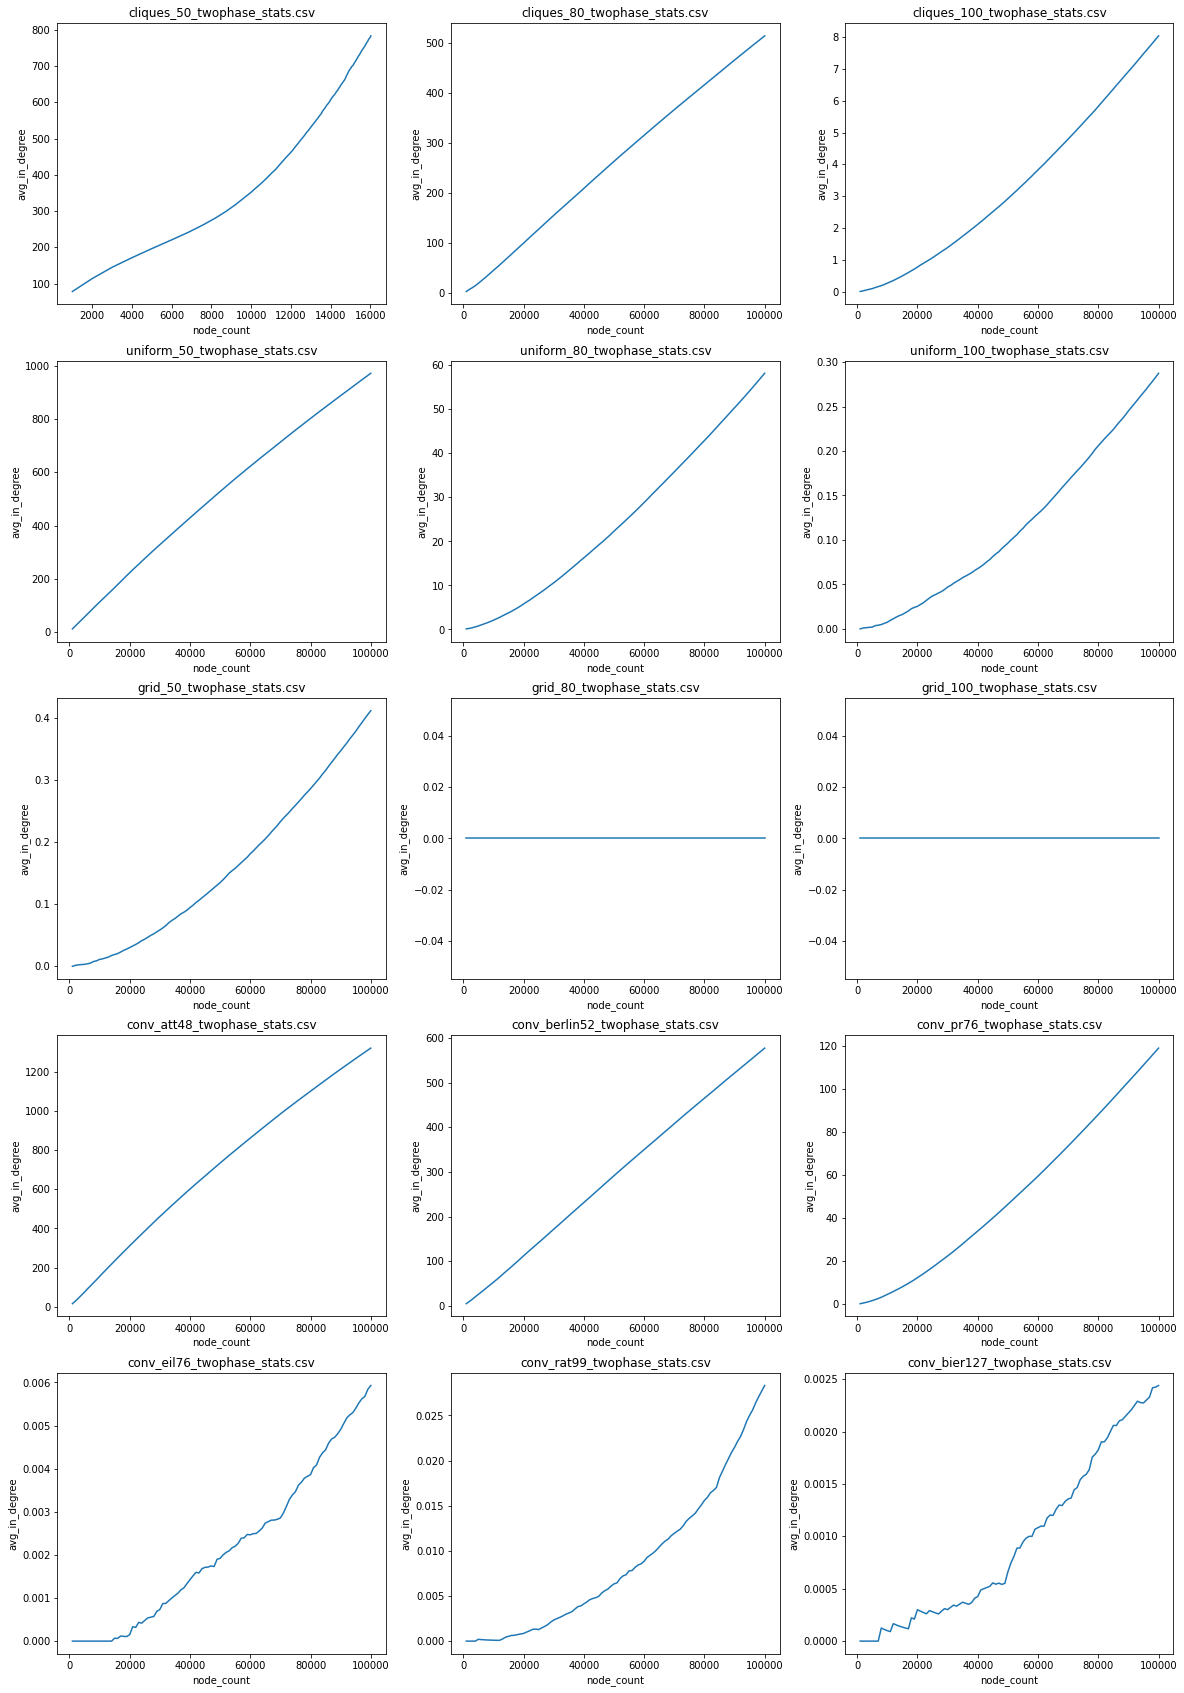 cliques_50_twophase_stats.csv
800
700
600
500
400
300
200
100
avg_in_degree
2000 4000 6000 8000 10000 12000 14000 16000
node_count
cliques_80_twophase_stats.csv
500
400
300
200
100
0
avg_in_degree
0 20000 40000 60000 80000 100000
node_count
cliques_100_twophase_stats.csv
8
7
6
5
4
3
2
1
0
avg_in_degree
0 20000 40000 60000 80000 100000
node_count
uniform_50_twophase_stats.csv
1000
800
600
400
200
0
avg_in_degree
0 20000 40000 60000 80000 100000
node_count
uniform_80_twophase_stats.csv
60
50
40
30
20
10
0
avg_in_degree
0 20000 40000 60000 80000 100000
node_count
uniform_100_twophase_stats.csv
0.30
0.25
0.20
0.15
0.10
0.05
0.00
avg_in_degree
0 20000 40000 60000 80000 100000
node_count
grid_50_twophase_stats.csv
0.4
0.3
0.2
0.1
0.0
avg_in_degree
0 20000 40000 60000 80000 100000
node_count
grid_80_twophase_stats.csv
0.04
0.02
0.00
−0.02
−0.04
avg_in_degree
0 20000 40000 60000 80000 100000
node_count
grid_100_twophase_stats.csv
0.04
0.02
0.00
−0.02
−0.04
avg_in_degree
0 20000 40000 60000 80000 100000
node_count
conv_att48_twophase_stats.csv
1200
1000
800
600
400
200
0
avg_in_degree
0 20000 40000 60000 80000 100000
node_count
conv_berlin52_twophase_stats.csv
600
500
400
300
200
100
0
avg_in_degree
0 20000 40000 60000 80000 100000
node_count
conv_pr76_twophase_stats.csv
120
100
80
60
40
20
0
avg_in_degree
0 20000 40000 60000 80000 100000
node_count
conv_eil76_twophase_stats.csv
0.006
0.005
0.004
0.003
0.002
0.001
0.000
avg_in_degree
0 20000 40000 60000 80000 100000
node_count
conv_rat99_twophase_stats.csv
0.025
0.020
0.015
0.010
0.005
0.000
avg_in_degree
0 20000 40000 60000 80000 100000
node_count
conv_bier127_twophase_stats.csv
0.0025
0.0020
0.0015
0.0010
0.0005
0.0000
avg_in_degree
0 20000 40000 60000 80000 100000
node_count